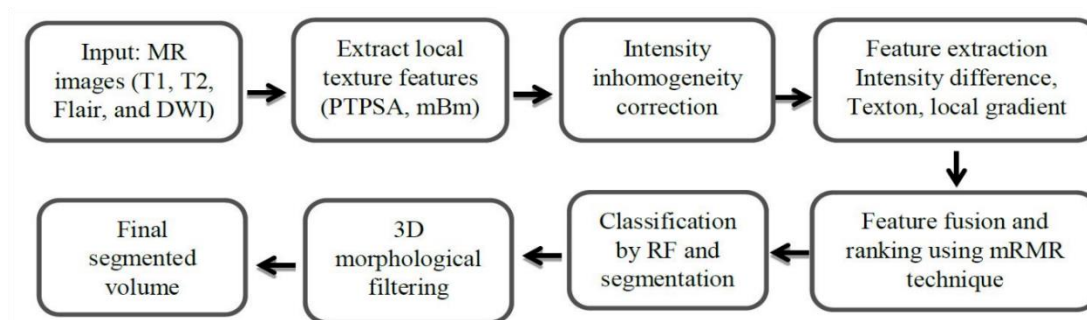 Input: MR
images (T1, T2,
Flair, and DWI)
Extract local
texture features
(PTPSA, mBm)
Intensity
inhomogeneity
correction
Feature extraction
Intensity difference,
Texton, local gradient
Feature fusion and
ranking using mRMR
technique
Classification
by RF and
segmentation
3D
morphological
filtering
Final
segmented
volume